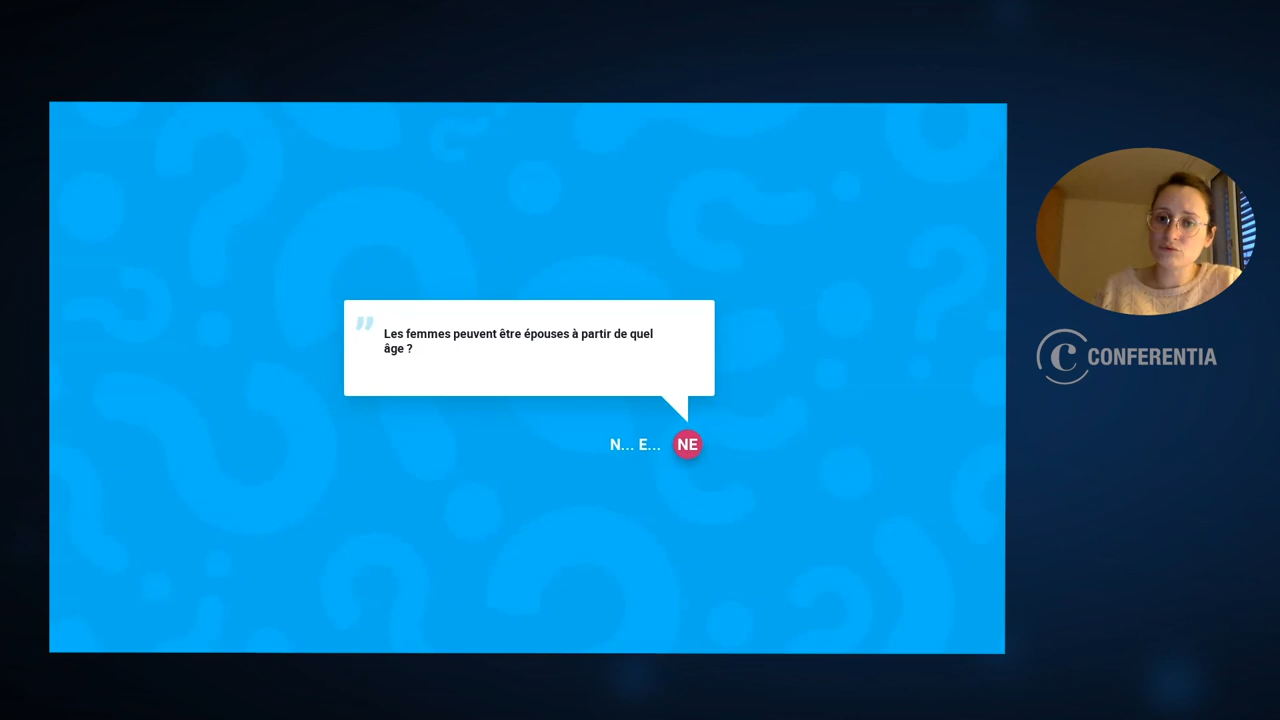 Les femmes peuvent être épouses à partir de quel
âge ?
N... E...
NE
C CONFERENTIA